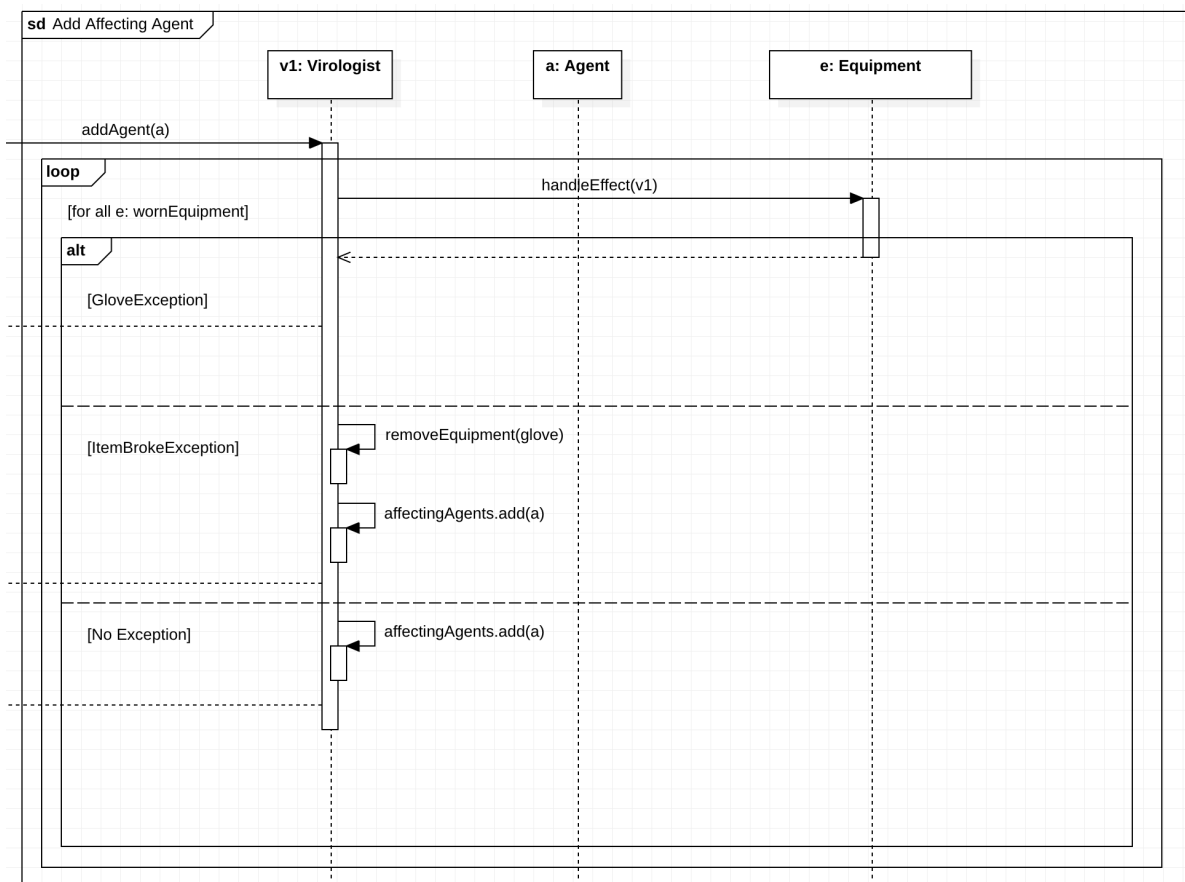 sd Add Affecting Agent
v1: Virologist
a: Agent
e: Equipment
addAgent(a)
loop
handleEffect(v1)
[for all e: wornEquipment]
alt
[GloveException]
removeEquipment(glove)
[ItemBrokeException]
affectingAgents.add(a)
[No Exception]
affectingAgents.add(a)